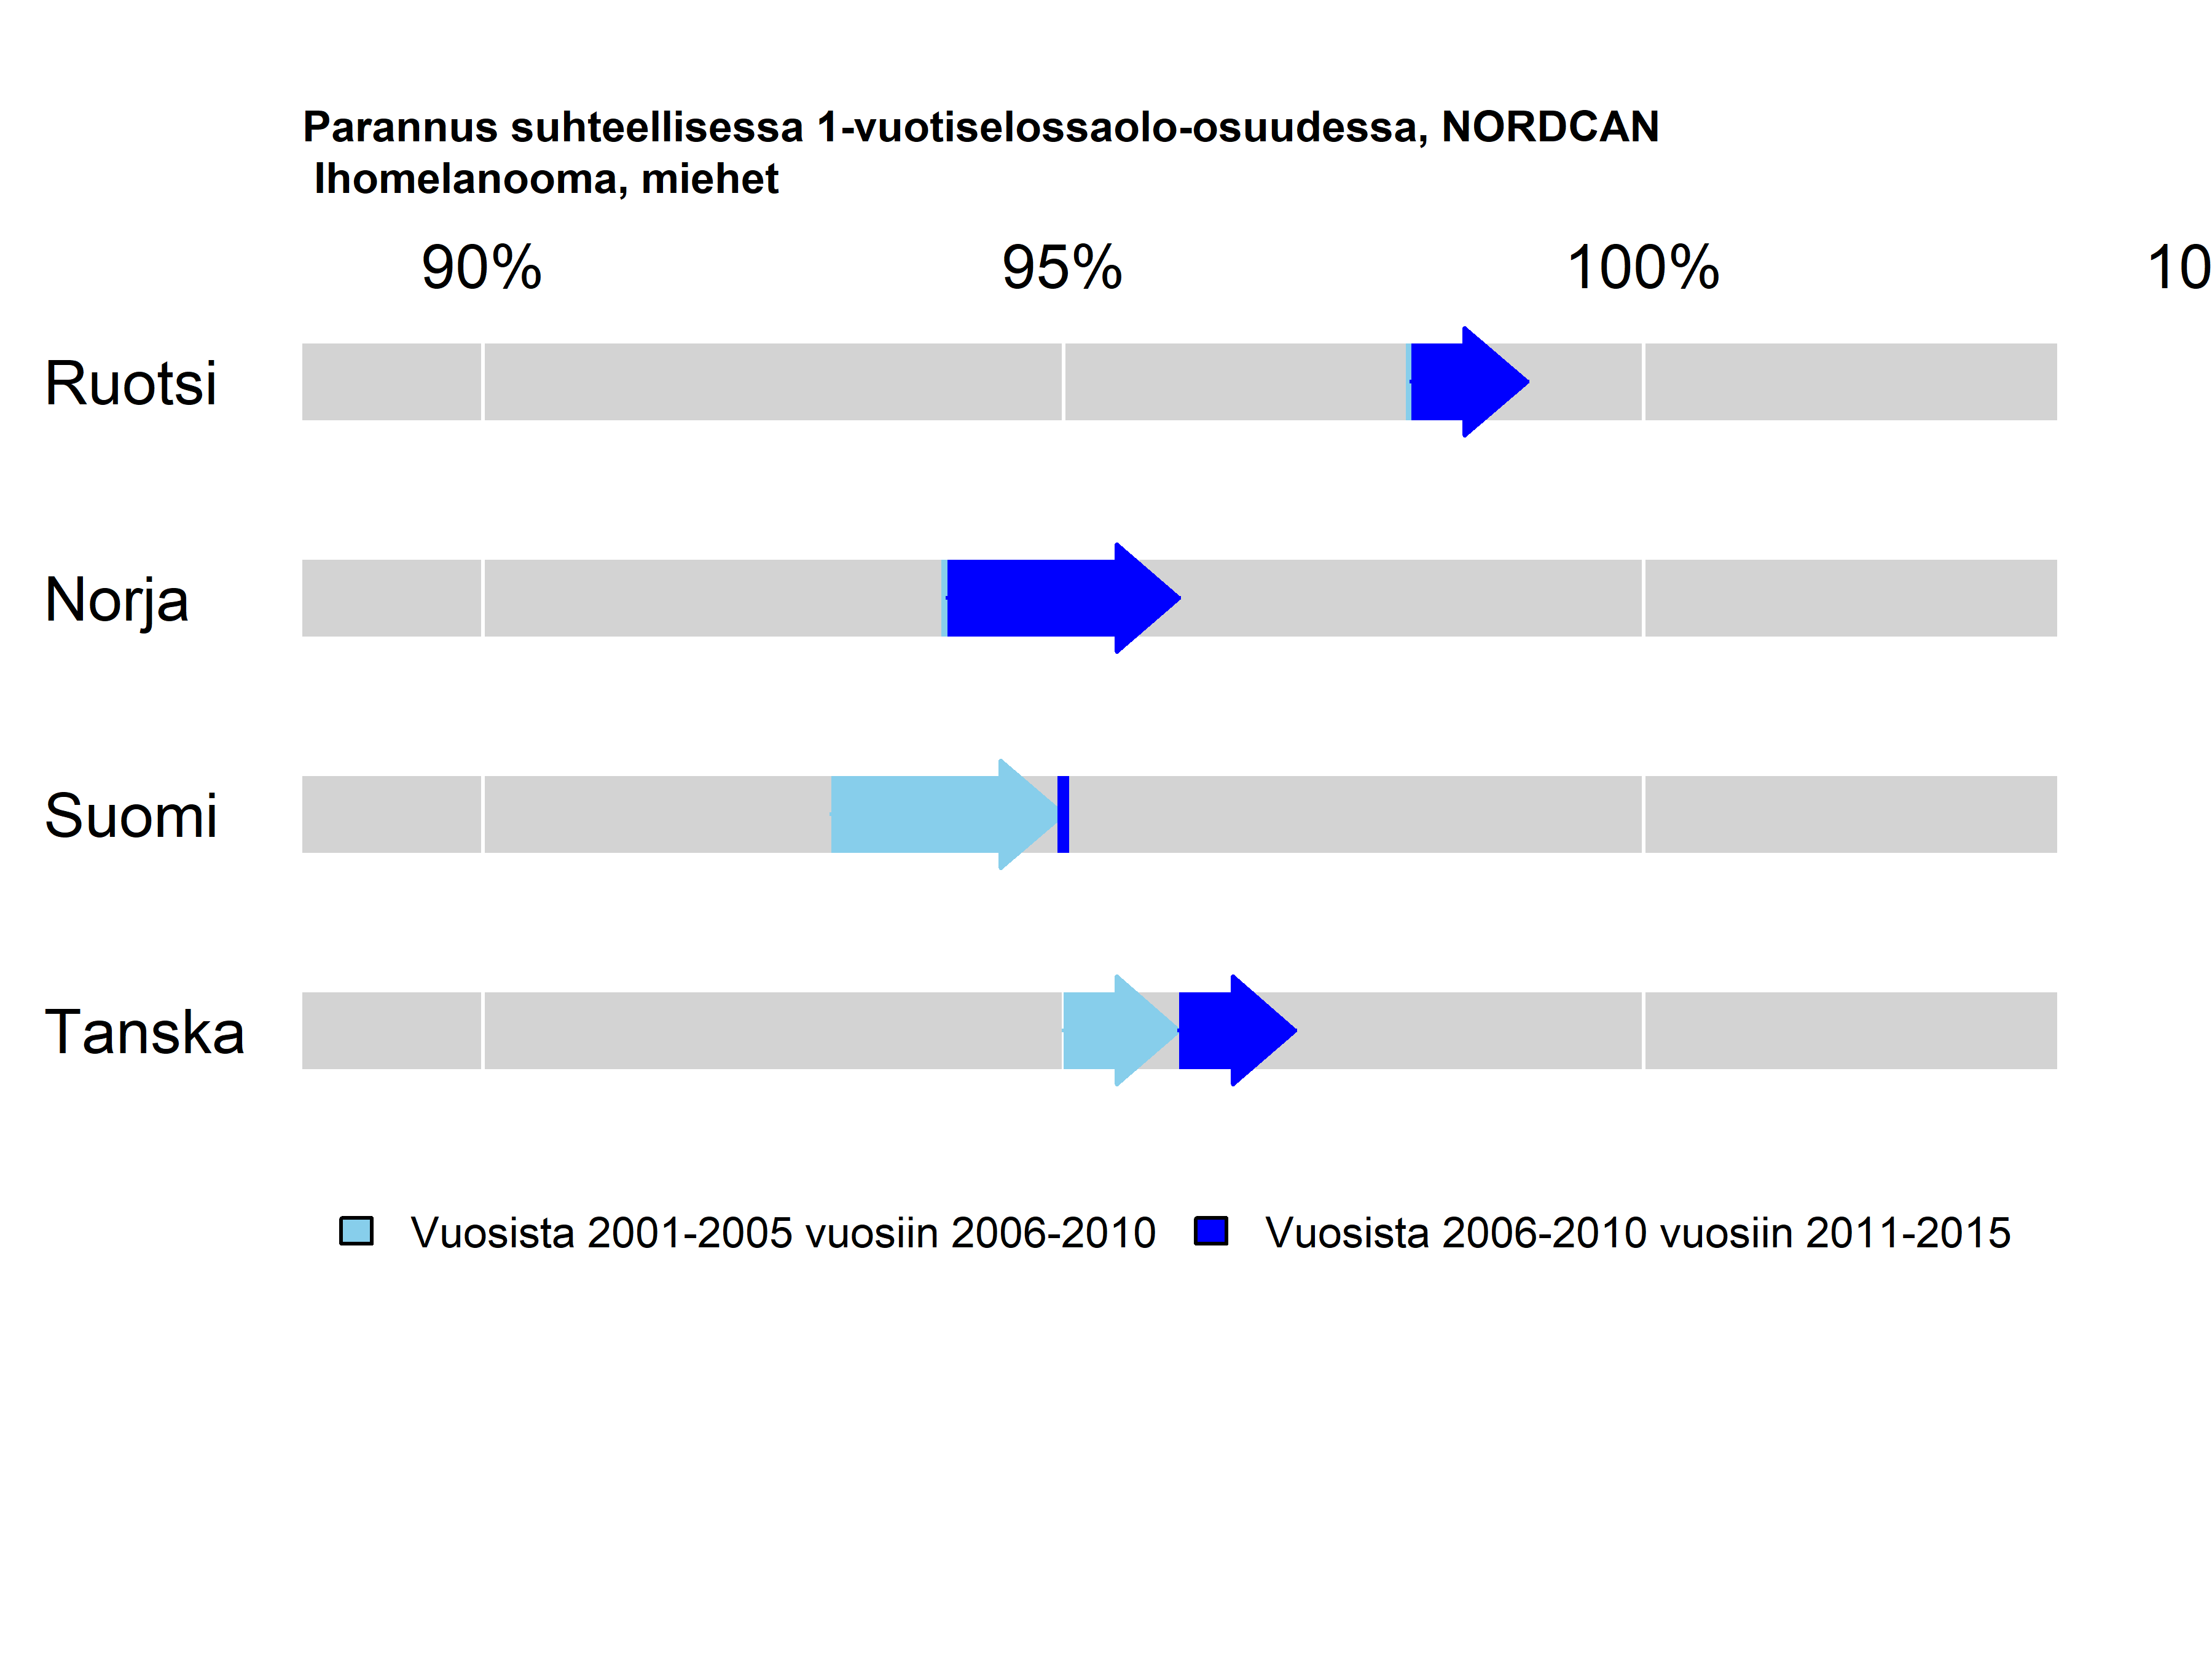 Parannus suhteellisessa 1-vuotiselossaolo-osuudessa, NORDCAN
Ihomelanooma, miehet
90% 95% 100% 10
Ruotsi
Norja
Suomi
Tanska
Vuosista 2001-2005 vuosiin 2006-2010 Vuosista 2006-2010 vuosiin 2011-2015